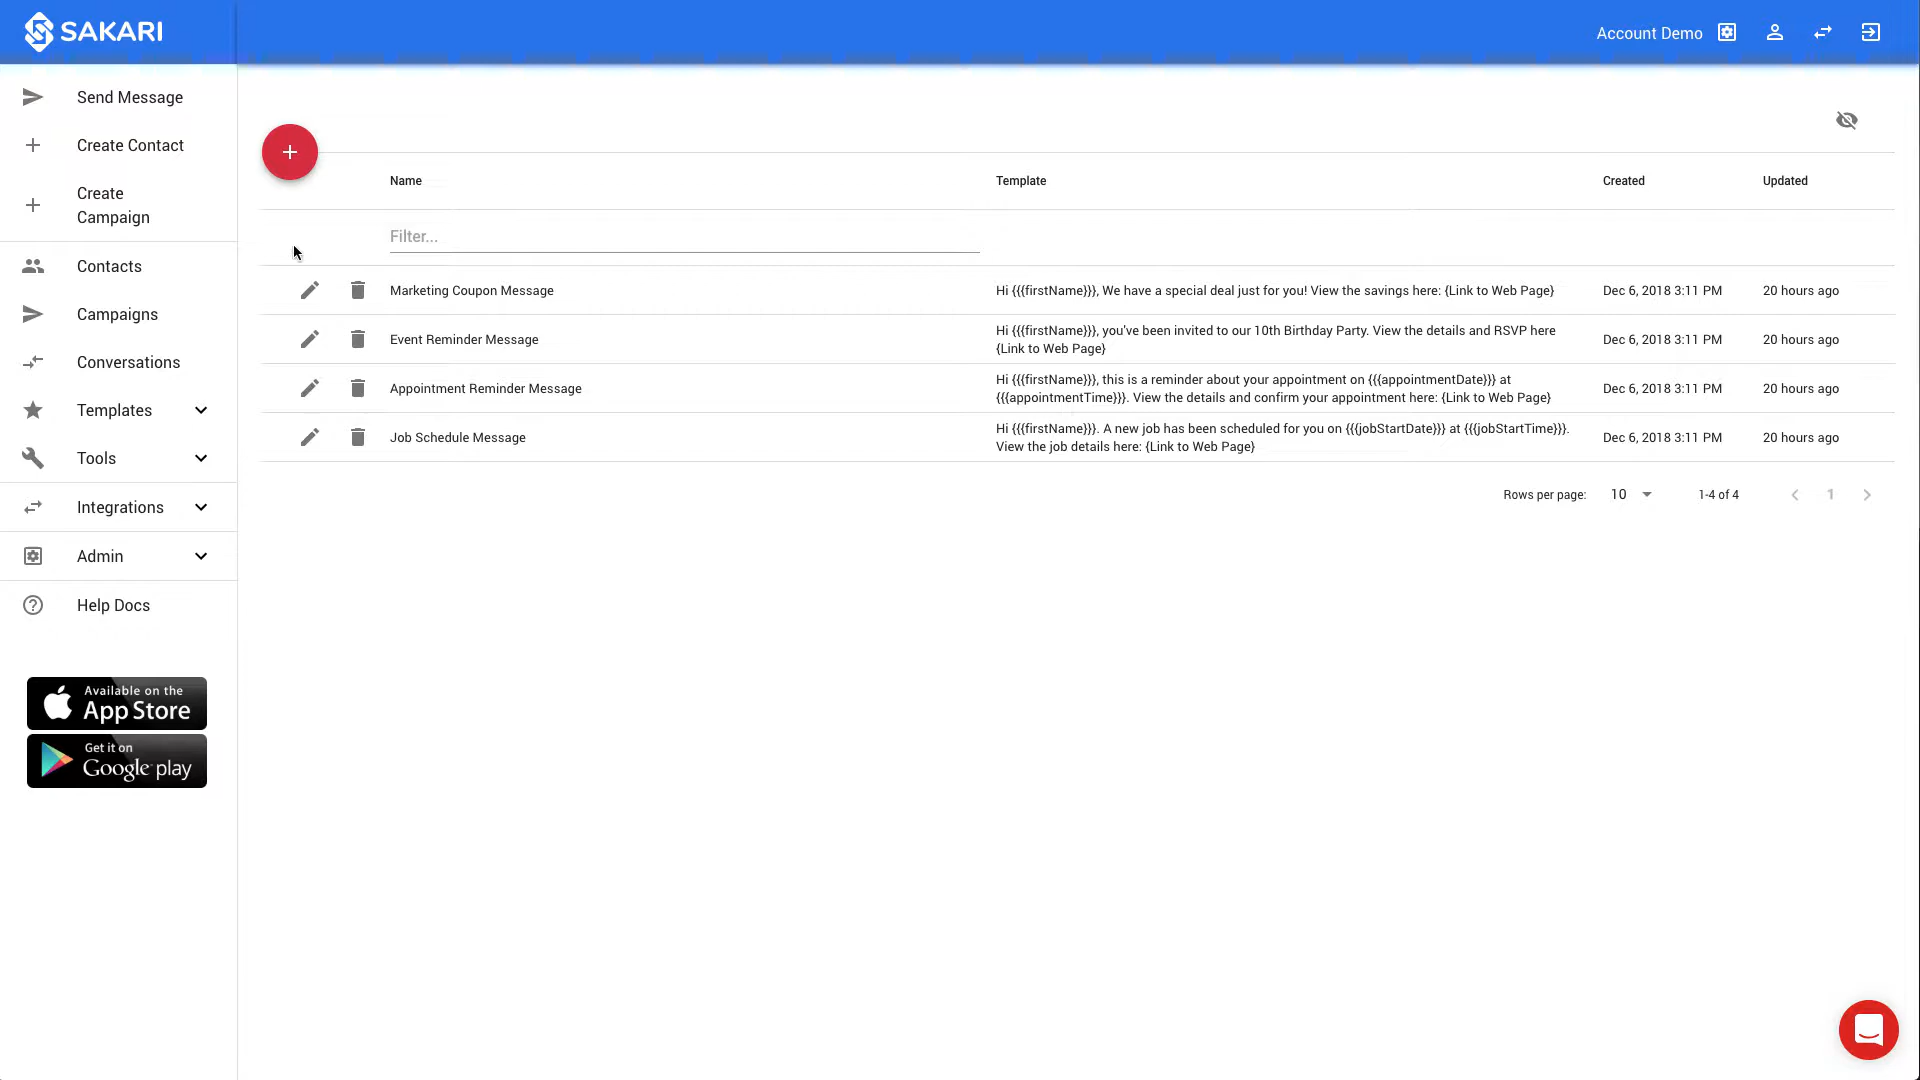 SAKARI
Account Demo
Send Message
Create Contact
Create
Campaign
Contacts
Campaigns
Conversations
Templates
Tools
Integrations
Admin
Help Docs
Available on the
App Store
Get it on
Google play
Name
Template
Created
Updated
Filter...
Marketing Coupon Message
Hi {{{firstName}}}, We have a special deal just for you! View the savings here: {Link to Web Page}
Dec 6, 2018 3:11 PM
20 hours ago
Event Reminder Message
Hi {{{firstName}}}, you've been invited to our 10th Birthday Party. View the details and RSVP here
{Link to Web Page}
Dec 6, 2018 3:11 PM
20 hours ago
Appointment Reminder Message
Hi {{{firstName}}}, this is a reminder about your appointment on {{{appointmentDate}}} at
{{{appointmentTime}}}. View the details and confirm your appointment here: {Link to Web Page}
Dec 6, 2018 3:11 PM
20 hours ago
Job Schedule Message
Hi {{{firstName}}}. A new job has been scheduled for you on {{{jobStartDate}}} at {{{jobStartTime}}}.
View the job details here: {Link to Web Page}
Dec 6, 2018 3:11 PM
20 hours ago
Rows per page:
10
1-4 of 4
1